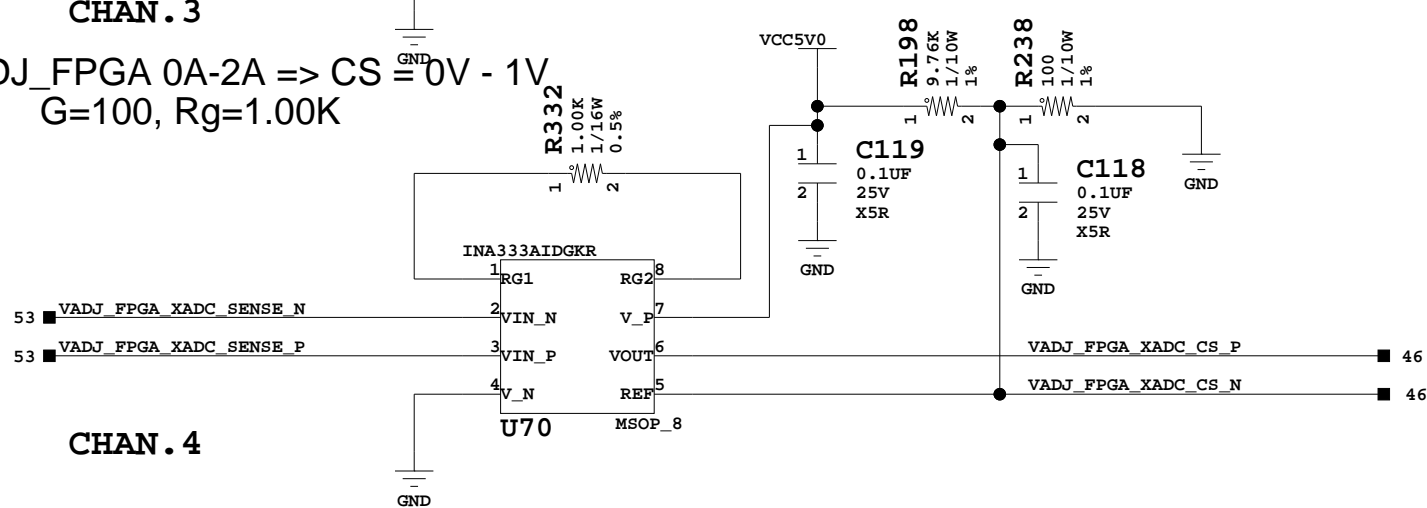 CHAN.3
GND
DJ_FPGA 0A-2A => CS = 0V - 1V
G=100, Rg=1.00K
R332
1.00K
1/16W
0.5%
1
2
VCC5V0
R198
9.76K
1/10W
1%
1
2
R238
100
1/10W
1%
1
2
GND
1
2
C119
0.1UF
25V
X5R
GND
1
2
C118
0.1UF
25V
X5R
GND
INA333AIDGKR
1 RG1 RG2 8
53 VADJ_FPGA_XADC_SENSE_N 2 VIN_N V_P 7
53 VADJ_FPGA_XADC_SENSE_P 3 VIN_P VOUT 6 VADJ_FPGA_XADC_CS_P 46
4 V_N REF 5 VADJ_FPGA_XADC_CS_N 46
U70
MSOP_8
CHAN.4
GND